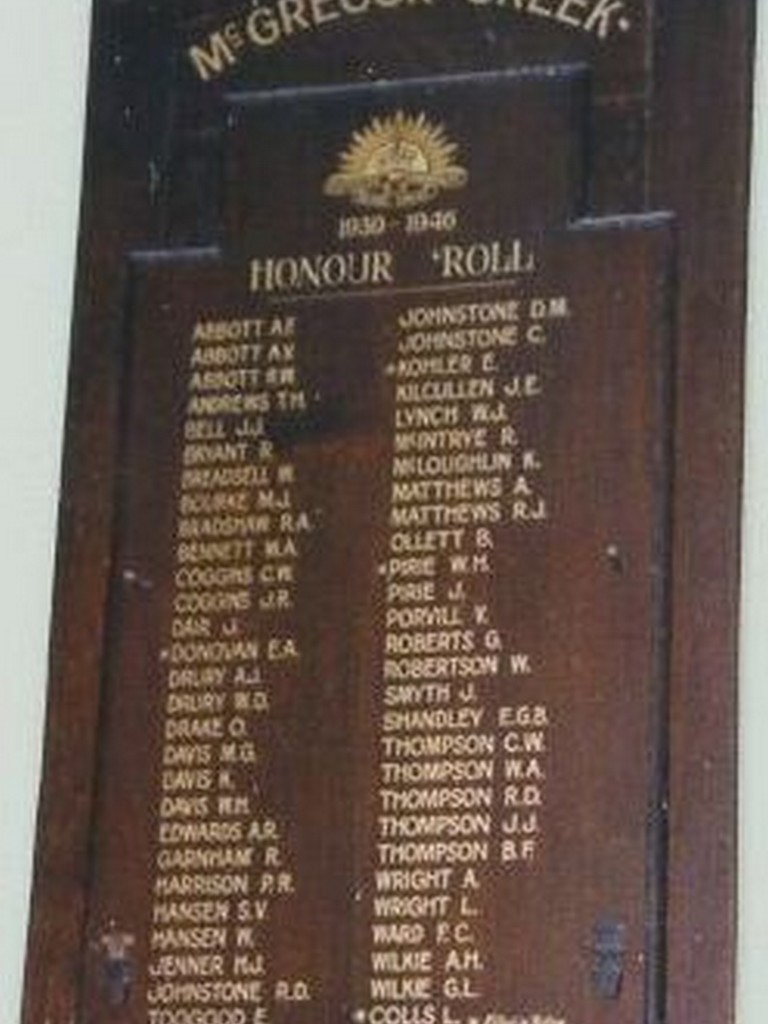 McGREGOR CREEK.
1939-1946
HONOUR ROLL
ABBOTT A.E.
ABBOTT A.V.
ABBOTT R.W.
ANDREWS T.H.
BELL J.J.
BRYANT R.
BREADSELL W.
BOURKE M.J.
BRADSHAW R.A.
BENNETT W.A.
COGGINS C.W.
COGGINS J.R.
DAIR J.
*DONOVAN E.A.
DRURY A.J.
DRURY W.D.
DRAKE O.
DAVIS M.G.
DAVIS K.
DAVIS W.H.
EDWARDS A.R.
GARNHAM R.
HARRISON P.R.
HANSEN S.V.
HANSEN W.
JENNER H.J.
JOHNSTONE R.D.
TOOGOOD E.
JOHNSTONE D.M.
JOHNSTONE C.
*KOHLER E.
KILCULLEN J.E.
LYNCH W.J.
McINTRYE R.
McLOUGHLIN K.
MATTHEWS A.
MATTHEWS R.J.
OLLETT B.
*PIRIE W.H.
PIRIE J.
PORVILL V.
ROBERTS G.
ROBERTSON W.
SMYTH J.
SHANDLEY E.G.B.
THOMPSON C.W.
THOMPSON W.A.
THOMPSON R.D.
THOMPSON J.J.
THOMPSON B.F.
WRIGHT A.
WRIGHT L.
WARD F.C.
WILKIE A.H.
WILKIE G.L.
*COLLS L.